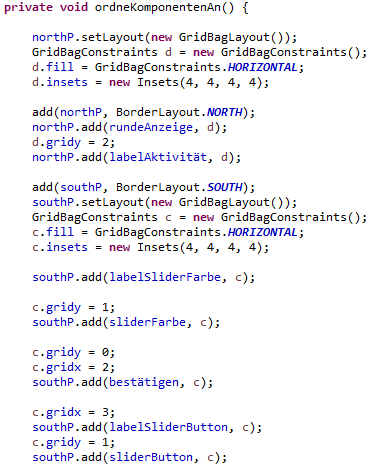 private void ordneKomponentenAn() {
northP.setLayout(new GridBagLayout());
GridBagConstraints d = new GridBagConstraints();
d.fill = GridBagConstraints.HORIZONTAL;
d.insets = new Insets(4, 4, 4, 4);
add(northP, BorderLayout.NORTH);
northP.add(rundeAnzeige, d);
d.gridy = 2;
northP.add(labelAktivität, d);
add(southP, BorderLayout.SOUTH);
southP.setLayout(new GridBagLayout());
GridBagConstraints c = new GridBagConstraints();
c.fill = GridBagConstraints.HORIZONTAL;
c.insets = new Insets(4, 4, 4, 4);
southP.add(labelSliderFarbe, c);
c.gridy = 1;
southP.add(sliderFarbe, c);
c.gridy = 0;
c.gridx = 2;
southP.add(bestätigen, c);
c.gridx = 3;
southP.add(labelSliderButton, c);
c.gridy = 1;
southP.add(sliderButton, c);